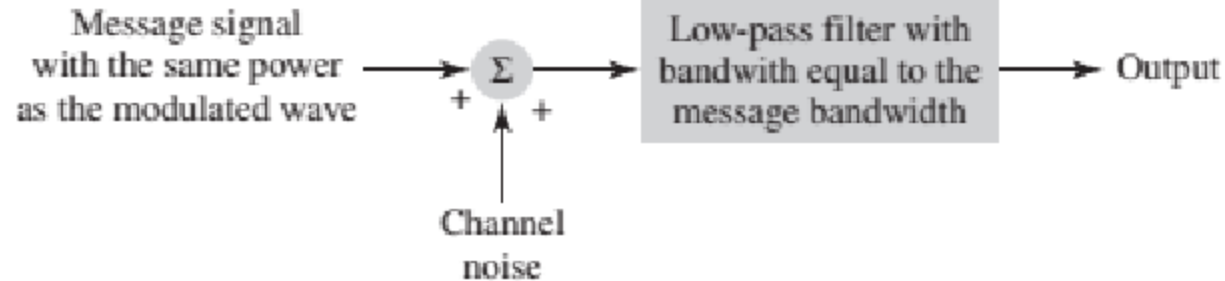 Message signal
with the same power
as the modulated wave
Σ
+
+
Low-pass filter with
bandwith equal to the
message bandwidth
Output
Channel
noise